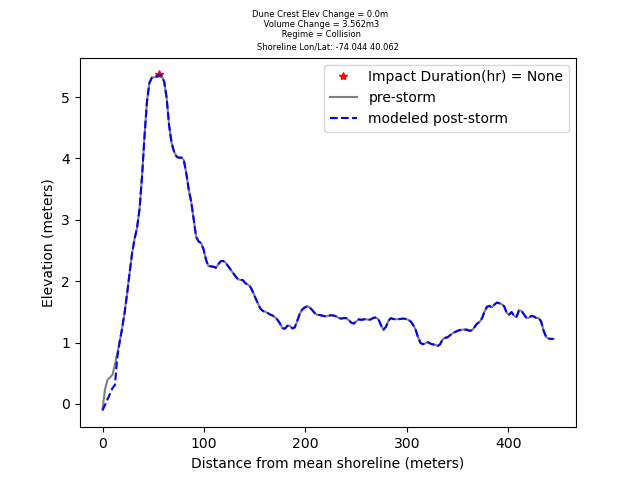 Dune Crest Elev Change = 0.0m
Volume Change = 3.562m3
Regime = Collision
Shoreline Lon/Lat: -74.044 40.062
Impact Duration(hr) = None
pre-storm
modeled post-storm
Elevation (meters)
5
4
3
2
1
0
0 100 200 300 400
Distance from mean shoreline (meters)